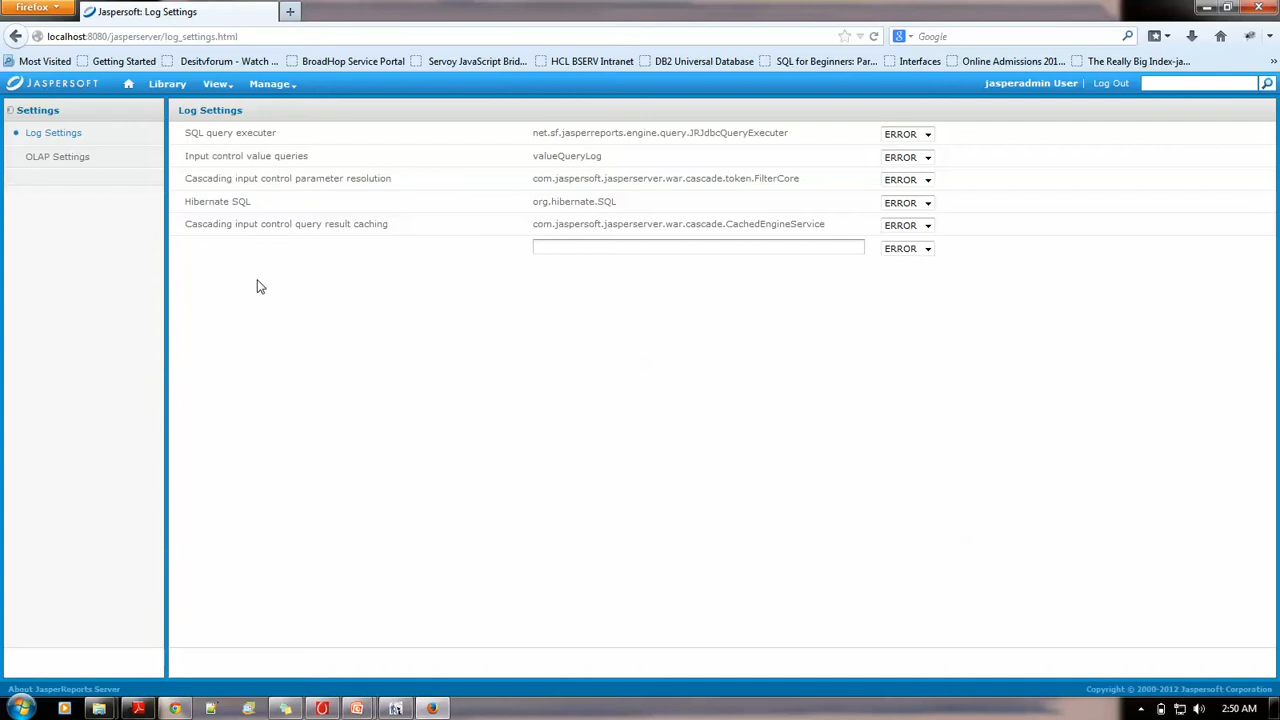 Firefox
Jaspersoft: Log Settings
localhost:8080/jasperserver/log_settings.html
Google
Most Visited
Getting Started
Desitvforum - Watch ...
BroadHop Service Portal
Servoy JavaScript Brid...
HCL BSERV Intranet
DB2 Universal Database
SQL for Beginners: Par...
Interfaces
Online Admissions 201...
The Really Big Index-ja...
»
JASPERSOFT
Library
View
Manage
jasperadmin User
Log Out
Settings
Log Settings
OLAP Settings
Log Settings
SQL query executer net.sf.jasperreports.engine.query.JRJdbcQueryExecuter ERROR
Input control value queries valueQueryLog ERROR
Cascading input control parameter resolution com.jaspersoft.jasperserver.war.cascade.token.FilterCore ERROR
Hibernate SQL org.hibernate.SQL ERROR
Cascading input control query result caching com.jaspersoft.jasperserver.war.cascade.CachedEngineService ERROR
ERROR
About JasperReports Server
Copyright © 2000-2012 Jaspersoft Corporation
2:50 AM